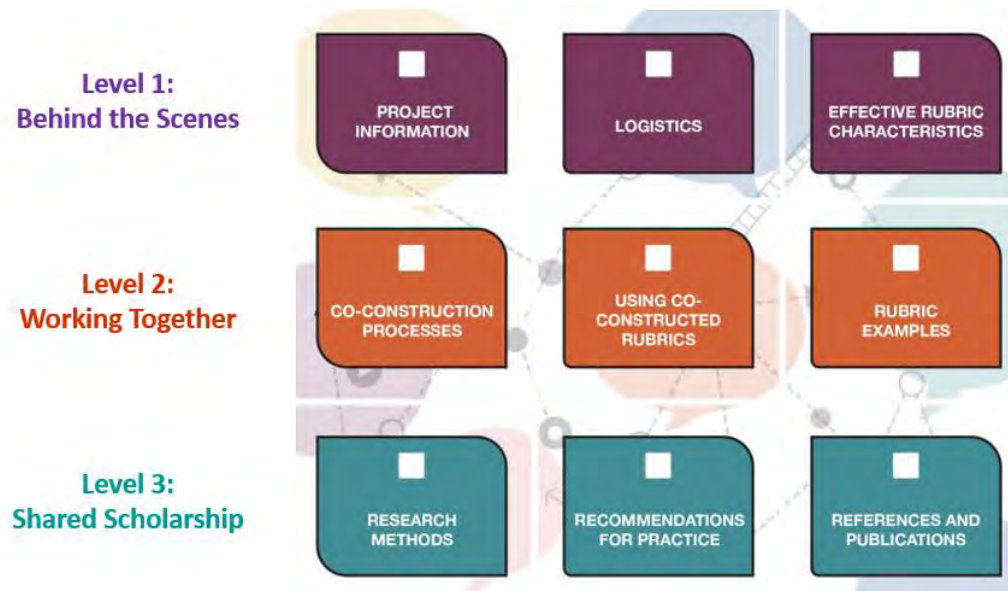 Level 1:
Behind the Scenes
PROJECT
INFORMATION
LOGISTICS
EFFECTIVE RUBRIC
CHARACTERISTICS
Level 2:
Working Together
CO-CONSTRUCTION
PROCESSES
USING CO-
CONSTRUCTED
RUBRICS
RUBRIC
EXAMPLES
Level 3:
Shared Scholarship
RESEARCH
METHODS
RECOMMENDATIONS
FOR PRACTICE
REFERENCES AND
PUBLICATIONS